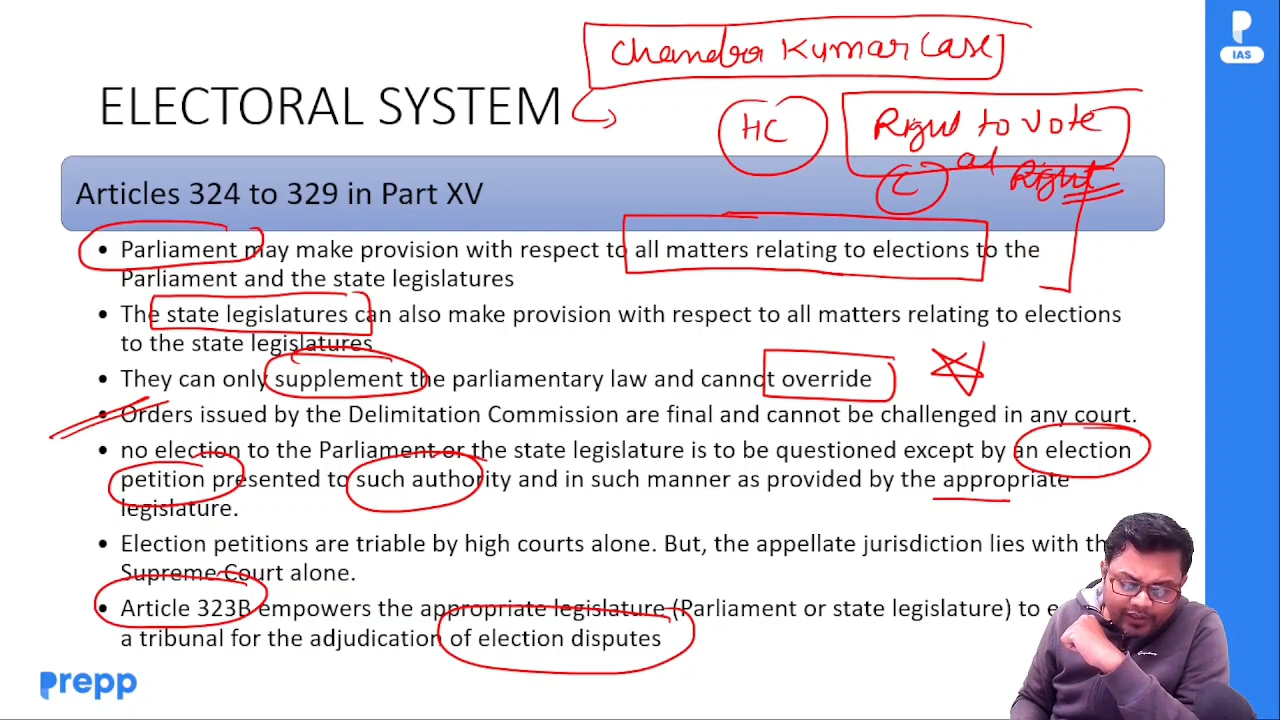 Chandra Kumar Case
IAS
ELECTORAL SYSTEM
HC
Right to Vote
C
as Right
Articles 324 to 329 in Part XV
• Parliament may make provision with respect to all matters relating to elections to the
Parliament and the state legislatures
• The state legislatures can also make provision with respect to all matters relating to elections
to the state legislatures
• They can only supplement the parliamentary law and cannot override
• Orders issued by the Delimitation Commission are final and cannot be challenged in any court.
• no election to the Parliament or the state legislature is to be questioned except by an election
petition presented to such authority and in such manner as provided by the appropriate
legislature.
• Election petitions are triable by high courts alone. But, the appellate jurisdiction lies with th
Supreme Court alone.
• Article 323B empowers the appropriate legislature (Parliament or state legislature) to e
a tribunal for the adjudication of election disputes
prepp